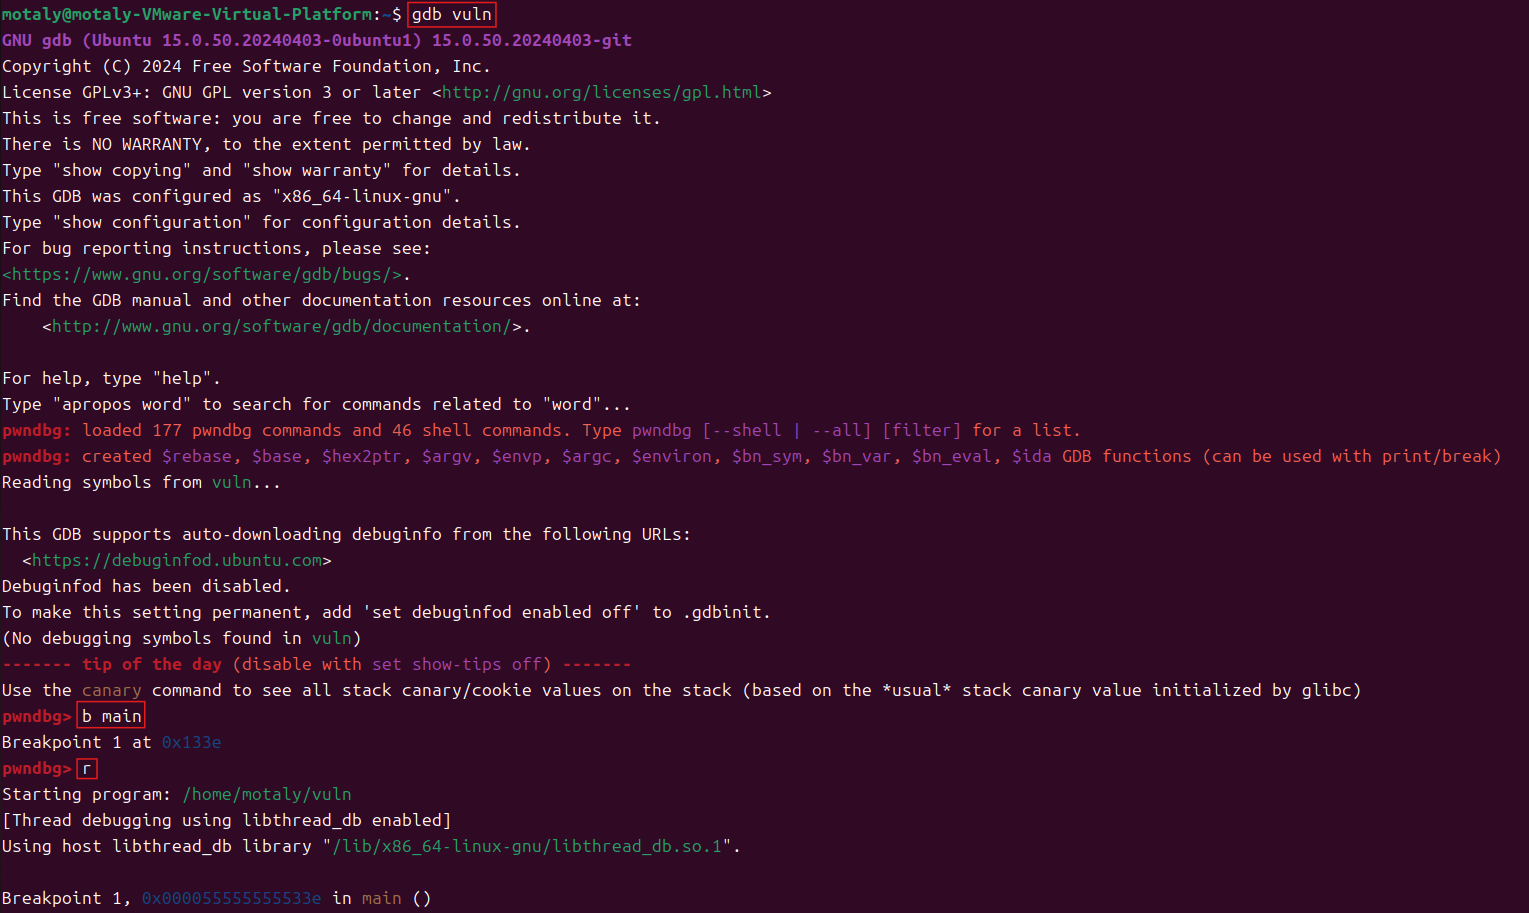 motaly@motaly-VMware-Virtual-Platform:~$ gdb vuln
GNU gdb (Ubuntu 15.0.50.20240403-0ubuntu1) 15.0.50.20240403-git
Copyright (C) 2024 Free Software Foundation, Inc.
License GPLv3+: GNU GPL version 3 or later <http://gnu.org/licenses/gpl.html>
This is free software: you are free to change and redistribute it.
There is NO WARRANTY, to the extent permitted by law.
Type "show copying" and "show warranty" for details.
This GDB was configured as "x86_64-linux-gnu".
Type "show configuration" for configuration details.
For bug reporting instructions, please see:
<https://www.gnu.org/software/gdb/bugs/>.
Find the GDB manual and other documentation resources online at:
    <http://www.gnu.org/software/gdb/documentation/>.

For help, type "help".
Type "apropos word" to search for commands related to "word"...
pwndbg: loaded 177 pwndbg commands and 46 shell commands. Type pwndbg [--shell | --all] [filter] for a list.
pwndbg: created $rebase, $base, $hex2ptr, $argv, $envp, $argc, $environ, $bn_sym, $bn_var, $bn_eval, $ida GDB functions (can be used with print/break)
Reading symbols from vuln...

This GDB supports auto-downloading debuginfo from the following URLs:
  <https://debuginfod.ubuntu.com>
Debuginfod has been disabled.
To make this setting permanent, add 'set debuginfod enabled off' to .gdbinit.
(No debugging symbols found in vuln)
------- tip of the day (disable with set show-tips off) -------
Use the canary command to see all stack canary/cookie values on the stack (based on the *usual* stack canary value initialized by glibc)
pwndbg> b main
Breakpoint 1 at 0x133e
pwndbg> r
Starting program: /home/motaly/vuln
[Thread debugging using libthread_db enabled]
Using host libthread_db library "/lib/x86_64-linux-gnu/libthread_db.so.1".

Breakpoint 1, 0x000055555555533e in main ()